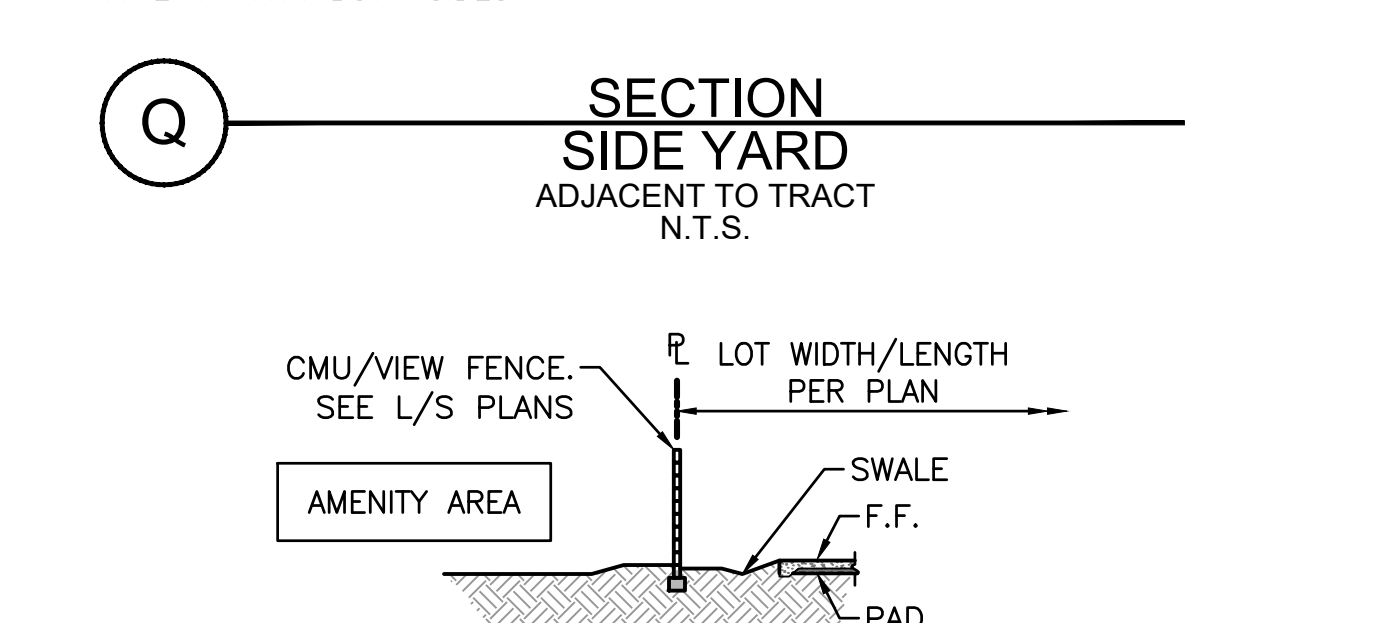 Q
SECTION
SIDE YARD
ADJACENT TO TRACT
N.T.S.
PL LOT WIDTH/LENGTH
PER PLAN
CMU/VIEW FENCE.
SEE L/S PLANS
AMENITY AREA
SWALE
F.F.
PAD